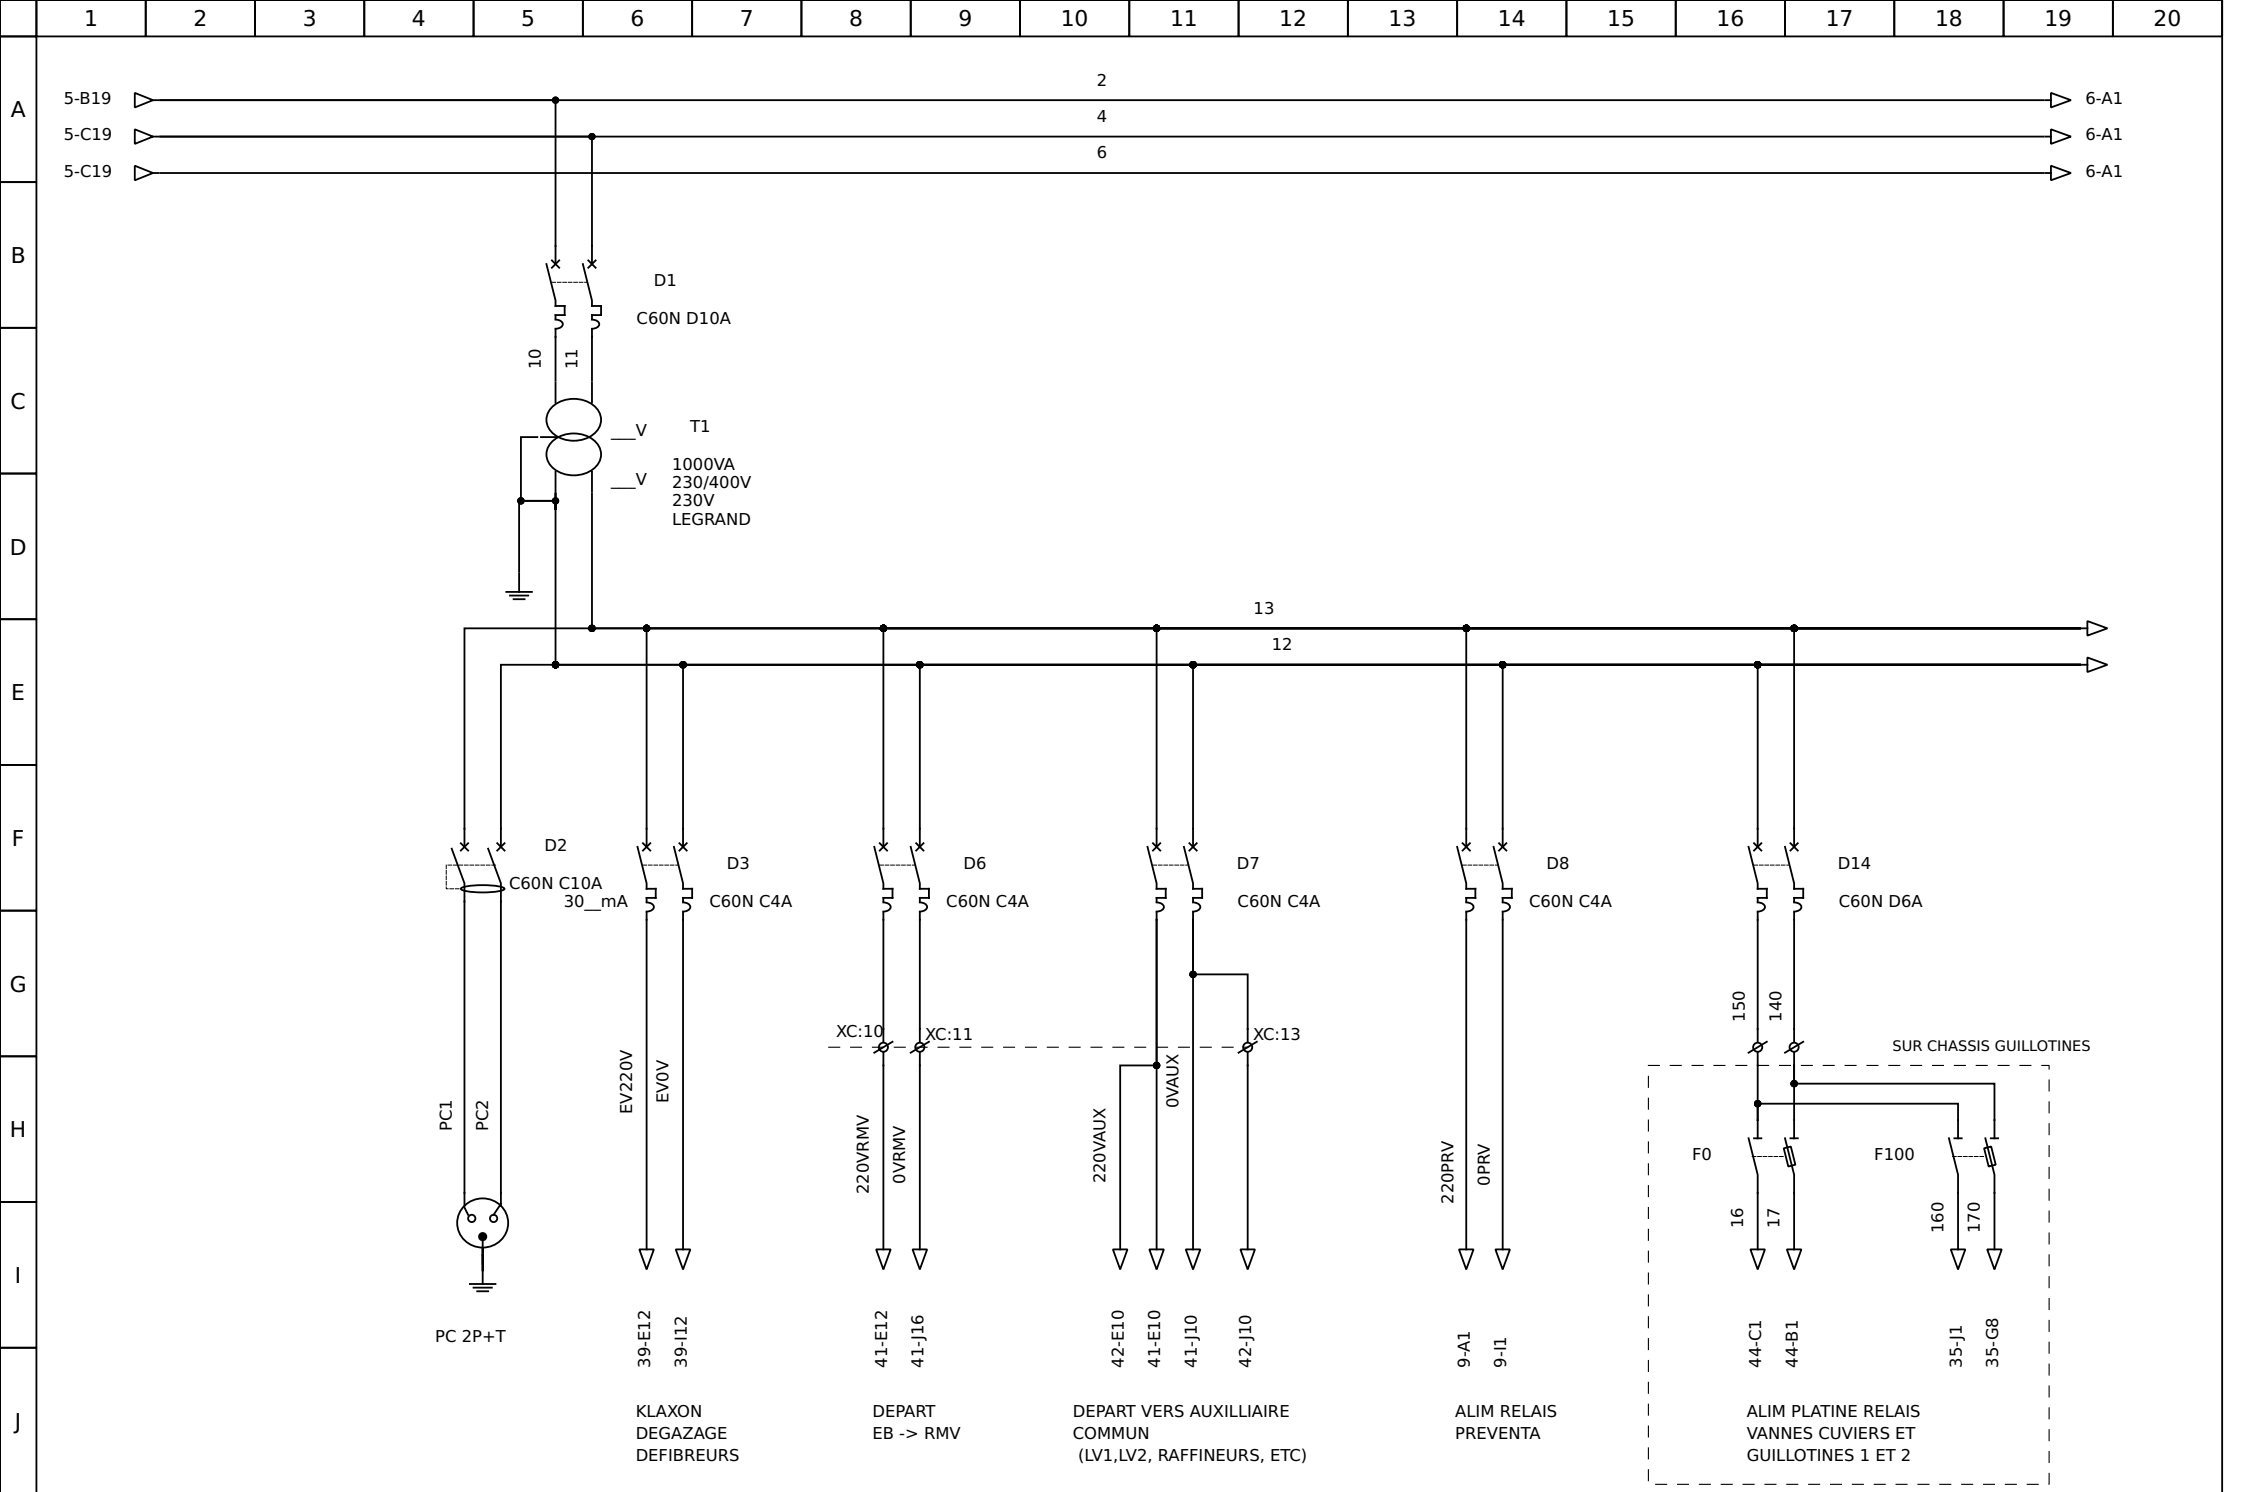 1 2 3 4 5 6 7 8 9 10 11 12 13 14 15 16 17 18 19 20
A
B
C
D
E
F
G
H
I
J
2
5-B19 6-A1
4
5-C19 6-A1
6
5-C19 6-A1
D1
C60N D10A
10 11
___V T1
1000VA
___V 230/400V
230V
LEGRAND
13
12
D2
C60N C10A
30__mA
D3
C60N C4A
D6
C60N C4A
D7
C60N C4A
D8
C60N C4A
D14
C60N D6A
150 140
XC:10 XC:11 XC:13
SUR CHASSIS GUILLOTINES
PC1 PC2
EV220V EV0V
220VRMV 0VRMV
220VAUX 0VAUX
220PRV 0PRV
F0 F100
16 17 160 170
PC 2P+T
39-E12 39-I12
41-E12 41-J16
42-E10 41-E10 41-J10 42-J10
9-A1 9-I1
44-C1 44-B1
35-J1 35-G8
KLAXON
DEGAZAGE
DEFIBREURS
DEPART
EB -> RMV
DEPART VERS AUXILLIAIRE
COMMUN
(LV1,LV2, RAFFINEURS, ETC)
ALIM RELAIS
PREVENTA
ALIM PLATINE RELAIS
VANNES CUVIERS ET
GUILLOTINES 1 ET 2